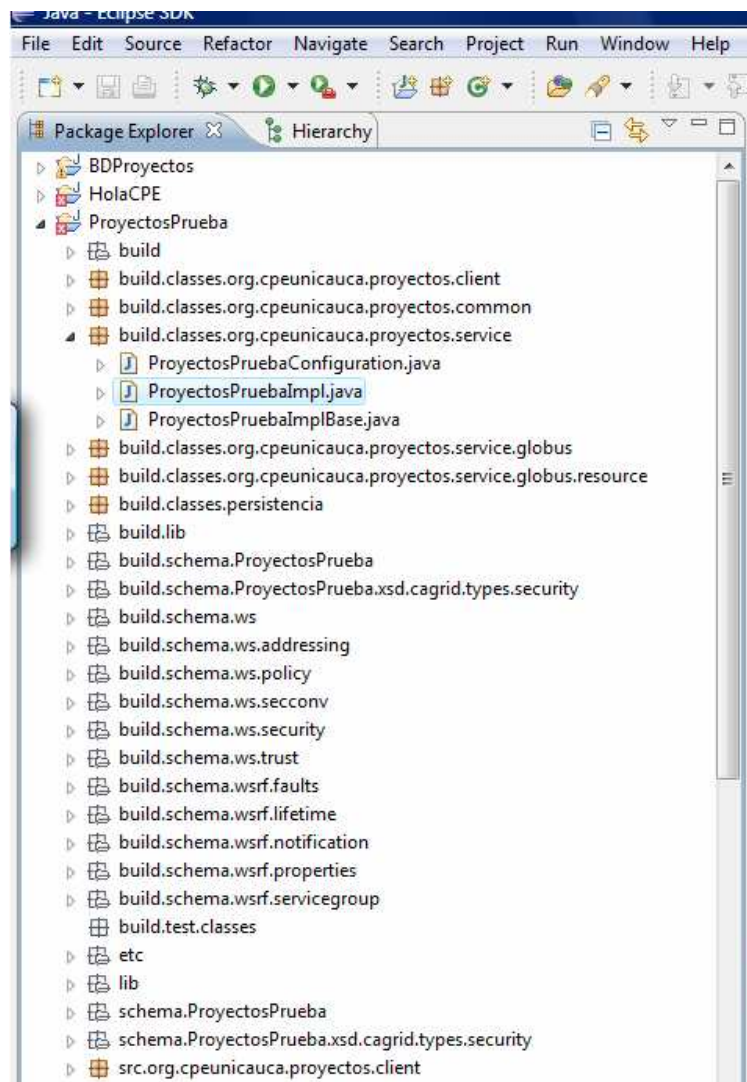 Java - Eclipse SDK
File Edit Source Refactor Navigate Search Project Run Window Help
Package Explorer Hierarchy
BDProyectos
HolaCPE
ProyectosPrueba
build
build.classes.org.cpeunicauca.proyectos.client
build.classes.org.cpeunicauca.proyectos.common
build.classes.org.cpeunicauca.proyectos.service
ProyectosPruebaConfiguration.java
ProyectosPruebaImpl.java
ProyectosPruebaImplBase.java
build.classes.org.cpeunicauca.proyectos.service.globus
build.classes.org.cpeunicauca.proyectos.service.globus.resource
build.classes.persistencia
build.lib
build.schema.ProyectosPrueba
build.schema.ProyectosPrueba.xsd.cagrid.types.security
build.schema.ws
build.schema.ws.addressing
build.schema.ws.policy
build.schema.ws.secconv
build.schema.ws.security
build.schema.ws.trust
build.schema.wsrf.faults
build.schema.wsrf.lifetime
build.schema.wsrf.notification
build.schema.wsrf.properties
build.schema.wsrf.servicegroup
build.test.classes
etc
lib
schema.ProyectosPrueba
schema.ProyectosPrueba.xsd.cagrid.types.security
src.org.cpeunicauca.proyectos.client